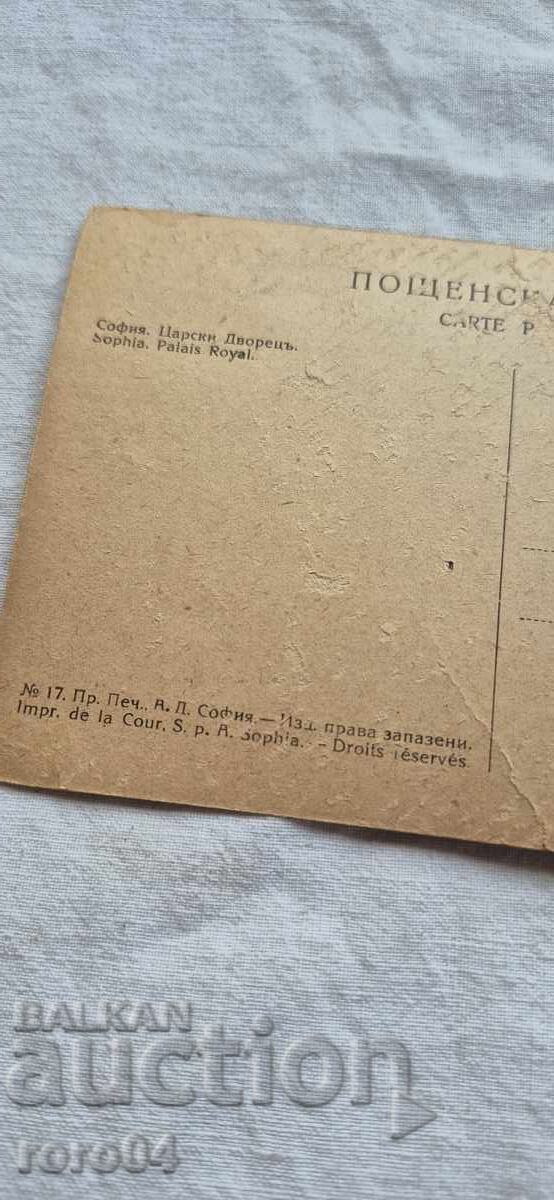 ПОЩЕНСКА
CARTE P
София. Царски Дворецъ.
Sophia. Palais Royal.
№ 17. Пр. Печ., А. Д. София. — Изд. права запазени.
Impr. de la Cour. S. p. A. Sophia. — Droits réservés.
BALKAN
auction
roro04